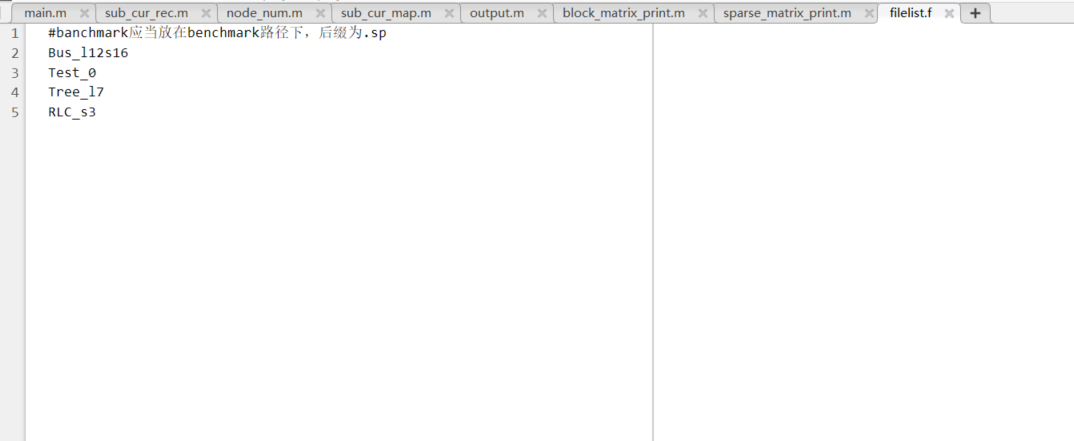 main.m sub_cur_rec.m node_num.m sub_cur_map.m output.m block_matrix_print.m sparse_matrix_print.m filelist.f +
1 #banchmark应当放在benchmark路径下，后缀为.sp
2 Bus_l12s16
3 Test_0
4 Tree_l7
5 RLC_s3